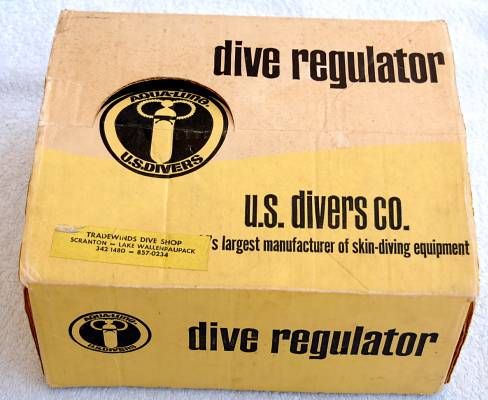 dive regulator
AQUA-LUNG
U.S.DIVERS
u.s. divers co.
's largest manufacturer of skin-diving equipment
TRADEWINDS DIVE SHOP
SCRANTON — LAKE WALLENPAUPACK
342-1480 — 857-0234
AQUA-LUNG
U.S.DIVERS
dive regulator